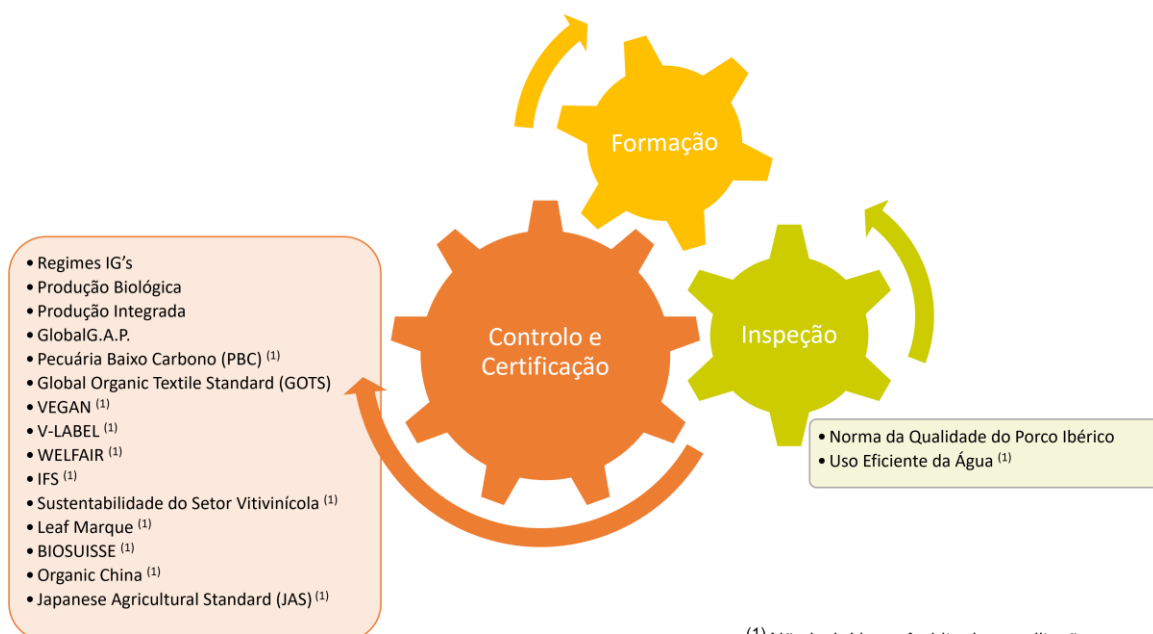 Formação
Controlo e
Certificação
Inspeção
• Regimes IG's
• Produção Biológica
• Produção Integrada
• GlobalG.A.P.
• Pecuária Baixo Carbono (PBC) (1)
• Global Organic Textile Standard (GOTS)
• VEGAN (1)
• V-LABEL (1)
• WELFAIR (1)
• IFS (1)
• Sustentabilidade do Setor Vitivinícola (1)
• Leaf Marque (1)
• BIOSUISSE (1)
• Organic China (1)
• Japanese Agricultural Standard (JAS) (1)
• Norma da Qualidade do Porco Ibérico
• Uso Eficiente da Água (1)
(1)